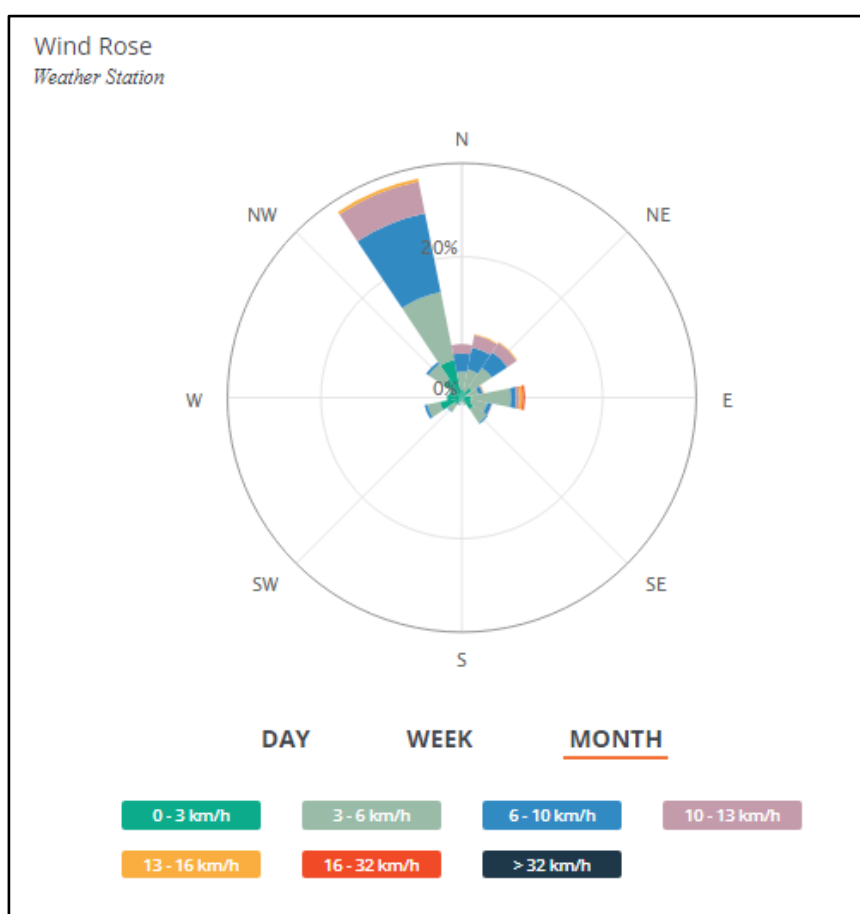 Wind Rose
Weather Station
N
NW
NE
20%
0%
W
E
SW
SE
S
DAY WEEK MONTH
0 - 3 km/h 3 - 6 km/h 6 - 10 km/h 10 - 13 km/h
13 - 16 km/h 16 - 32 km/h > 32 km/h